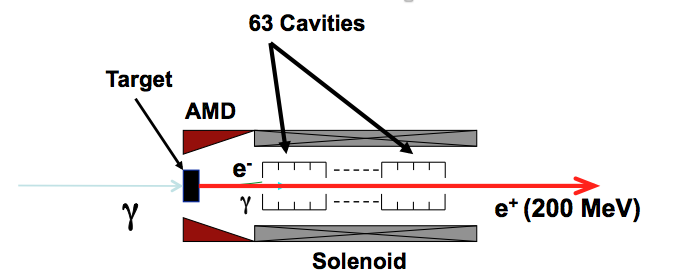 63 Cavities
Target
AMD
e-
γ
γ
e+ (200 MeV)
Solenoid